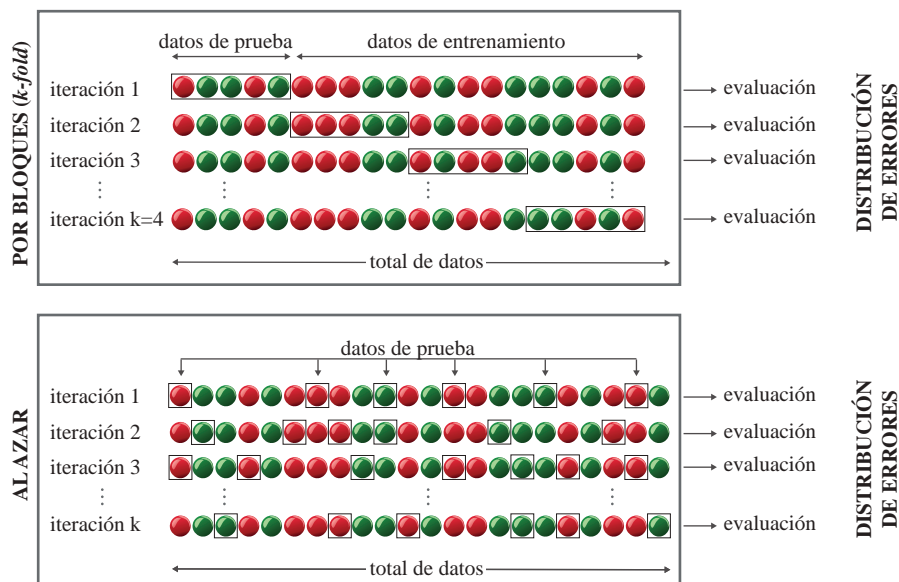 POR BLOQUES (k-fold)
datos de prueba
datos de entrenamiento
iteración 1
evaluación
iteración 2
evaluación
iteración 3
evaluación
iteración k=4
evaluación
total de datos
DISTRIBUCIÓN
DE ERRORES
AL AZAR
datos de prueba
iteración 1
evaluación
iteración 2
evaluación
iteración 3
evaluación
iteración k
evaluación
total de datos
DISTRIBUCIÓN
DE ERRORES